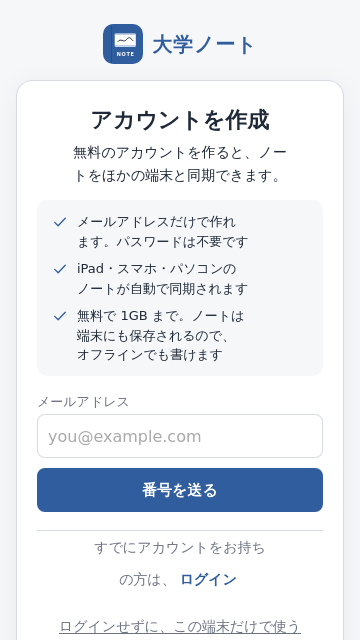 NOTE
大学ノート
アカウントを作成
無料のアカウントを作ると、ノー
トをほかの端末と同期できます。
メールアドレスだけで作れ
ます。パスワードは不要です
iPad・スマホ・パソコンの
ノートが自動で同期されます
無料で 1GB まで。ノートは
端末にも保存されるので、
オフラインでも書けます
メールアドレス
you@example.com
番号を送る
すでにアカウントをお持ち
の方は、 ログイン
ログインせずに、この端末だけで使う